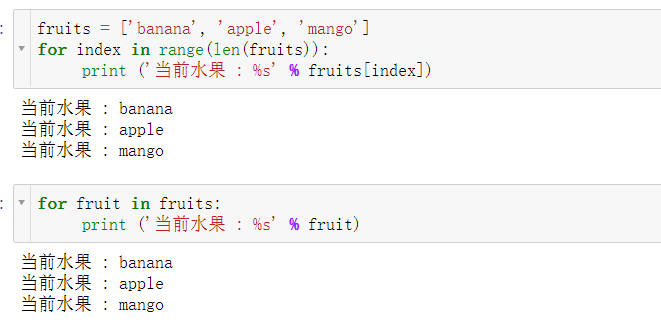 :
fruits = ['banana', 'apple', 'mango']
for index in range(len(fruits)):
    print ('当前水果 : %s' % fruits[index])
当前水果 : banana
当前水果 : apple
当前水果 : mango
:
for fruit in fruits:
    print ('当前水果 : %s' % fruit)
当前水果 : banana
当前水果 : apple
当前水果 : mango